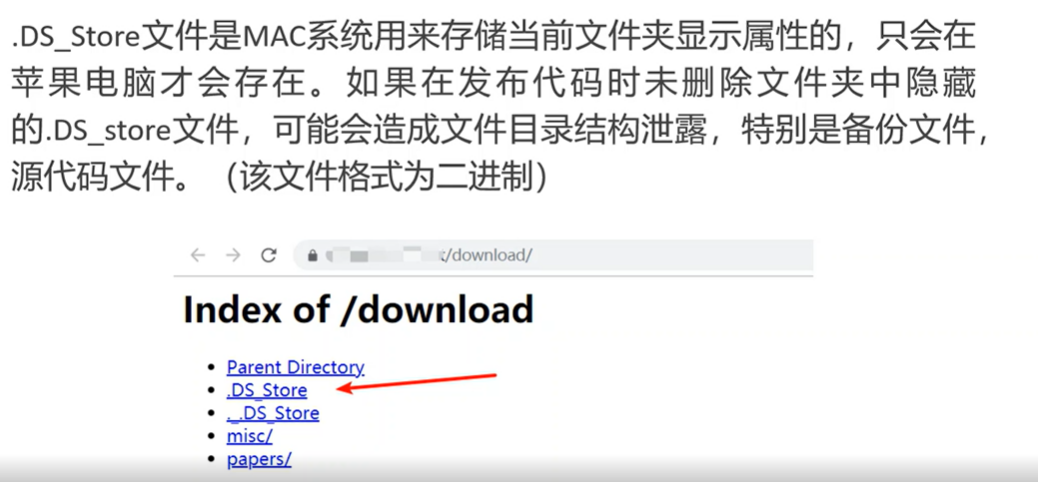 .DS_Store文件是MAC系统用来存储当前文件夹显示属性的，只会在
苹果电脑才会存在。如果在发布代码时未删除文件夹中隐藏
的.DS_store文件，可能会造成文件目录结构泄露，特别是备份文件，
源代码文件。（该文件格式为二进制）
/download/
Index of /download
Parent Directory
.DS_Store
._.DS_Store
misc/
papers/